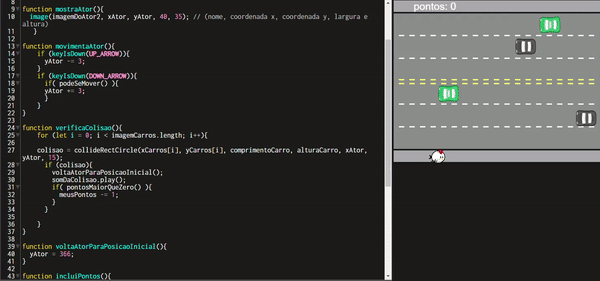 8
9 function mostraAtor(){
10 image(imagemDoAtor2, xAtor, yAtor, 40, 35); // (nome, coordenada x, coordenada y, largura e
altura)
11 }
12
13 function movimentaAtor(){
14 if (keyIsDown(UP_ARROW)){
15 yAtor -= 3;
16 }
17 if (keyIsDown(DOWN_ARROW)){
18 if( podeSeMover() ){
19 yAtor += 3;
20 }
21 }
22 }
23
24 function verificaColisao(){
25 for (let i = 0; i < imagemCarros.length; i++){
26
27 colisao = collideRectCircle(xCarros[i], yCarros[i], comprimentoCarro, alturaCarro, xAtor,
yAtor, 15);
28 if (colisao){
29 voltaAtorParaPosicaoInicial();
30 somDaColisao.play();
31 if( pontosMaiorQueZero() ){
32 meusPontos -= 1;
33 }
34 }
35
36 }
37 }
38
39 function voltaAtorParaPosicaoInicial(){
40 yAtor = 366;
41 }
42
43 function incluiPontos(){
pontos: 0